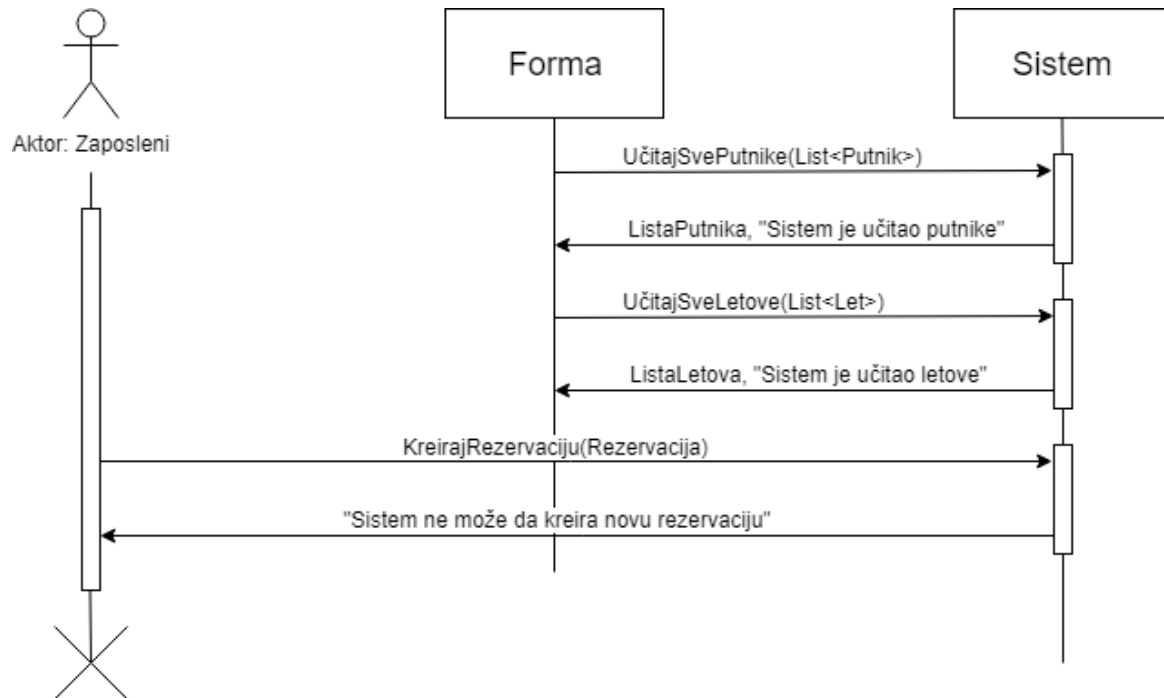 Forma
Sistem
Aktor: Zaposleni
UčitajSvePutnike(List<Putnik>)
ListaPutnika, "Sistem je učitao putnike"
UčitajSveLetove(List<Let>)
ListaLetova, "Sistem je učitao letove"
KreirajRezervaciju(Rezervacija)
"Sistem ne može da kreira novu rezervaciju"